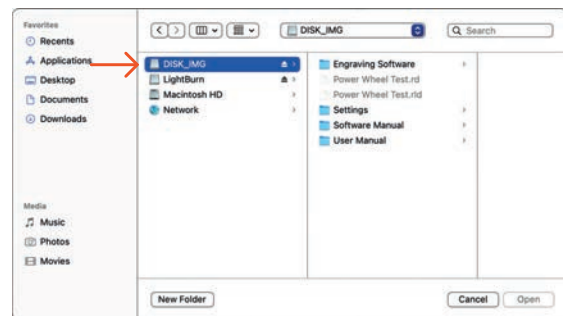 Favorites
Recents
Applications
Desktop
Documents
Downloads
Media
Music
Photos
Movies
DISK_IMG
Search
DISK_IMG
LightBurn
Macintosh HD
Network
Engraving Software
Power Wheel Test.rd
Power Wheel Test.rld
Settings
Software Manual
User Manual
New Folder
Cancel
Open